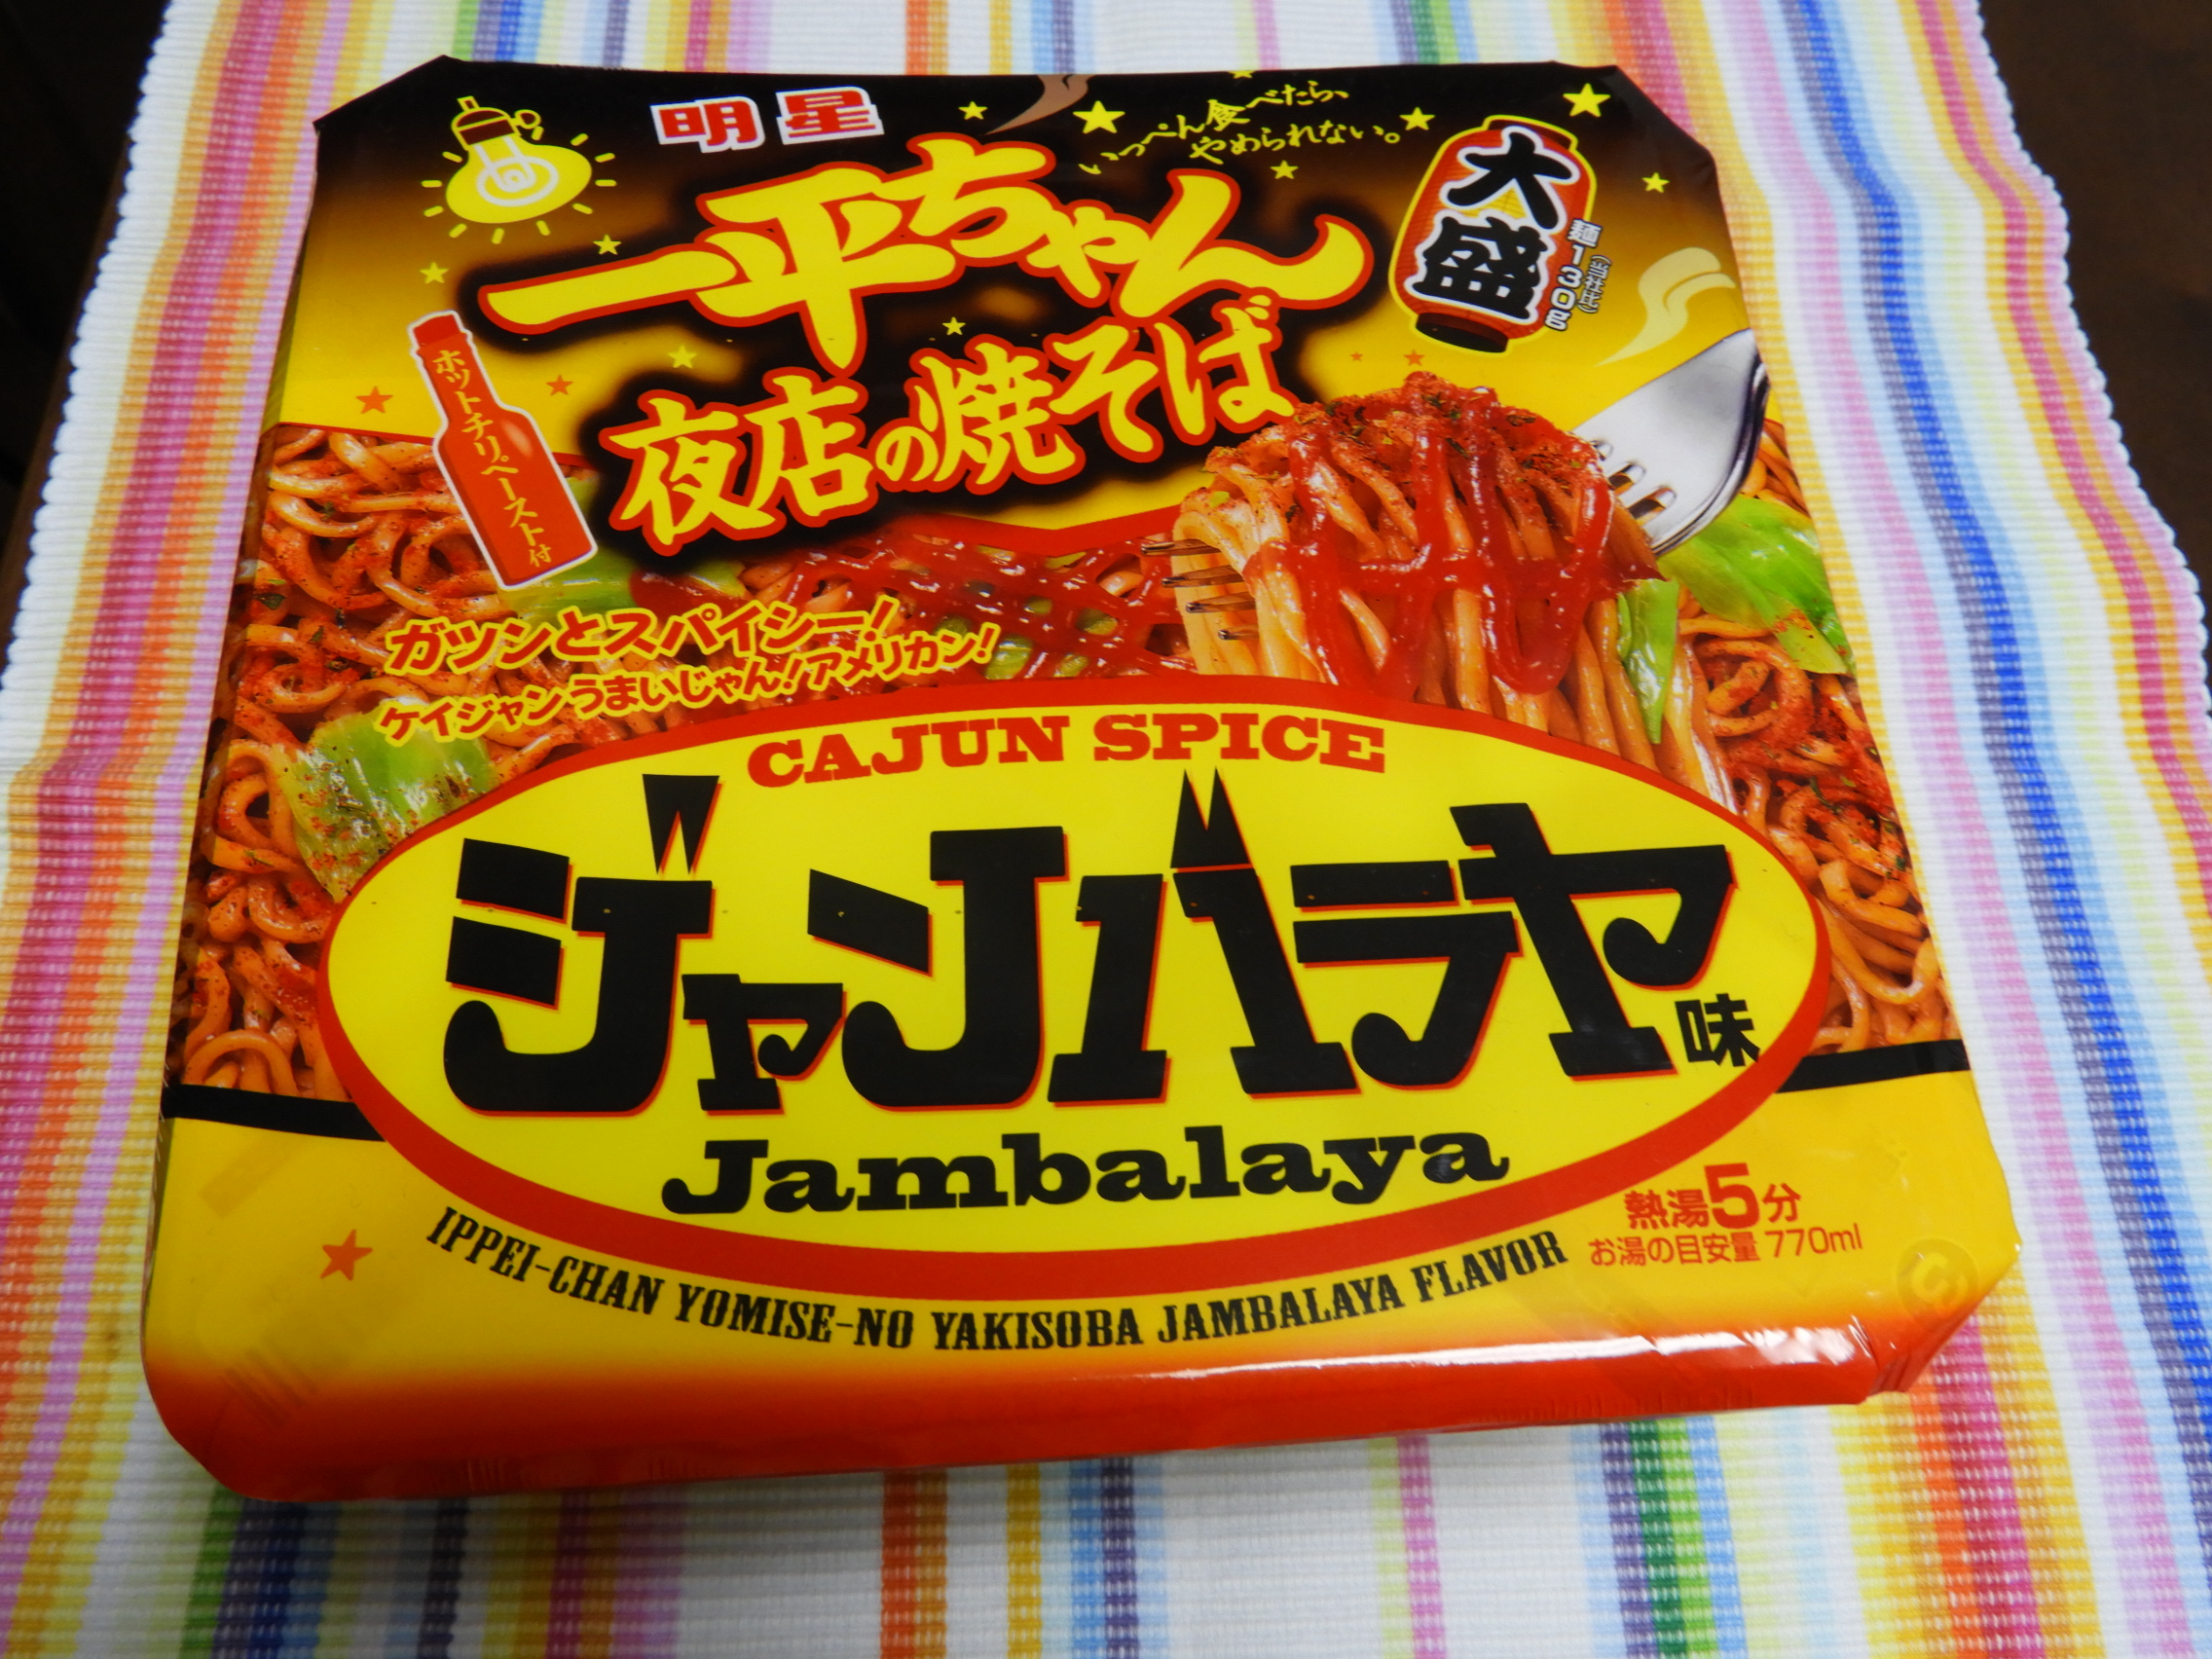 明星
いっぺん食べたら、
やめられない。
大盛
麺130g
(当社比)
一平ちゃん
夜店の焼そば
ホットチリペースト付
ガツンとスパイシー!
ケイジャンうまいじゃん!アメリカン!
CAJUN SPICE
ジャンバラヤ味
Jambalaya
IPPEI-CHAN YOMISE-NO YAKISOBA JAMBALAYA FLAVOR
熱湯5分
お湯の目安量 770ml